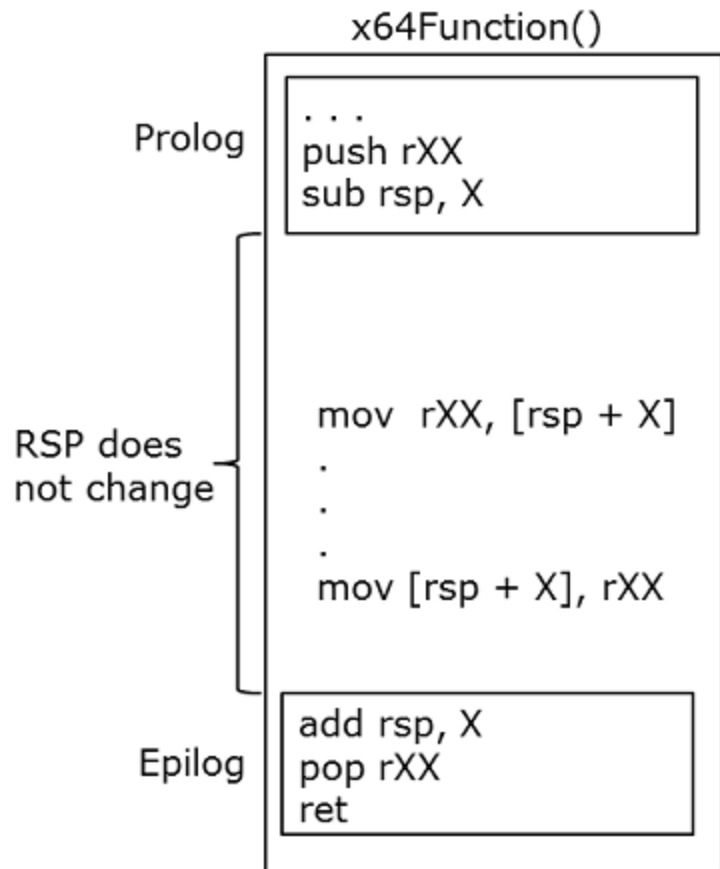 x64Function()
Prolog
. . .
push rXX
sub rsp, X
RSP does
not change
mov  rXX, [rsp + X]
.
.
.
mov [rsp + X], rXX
Epilog
add rsp, X
pop rXX
ret